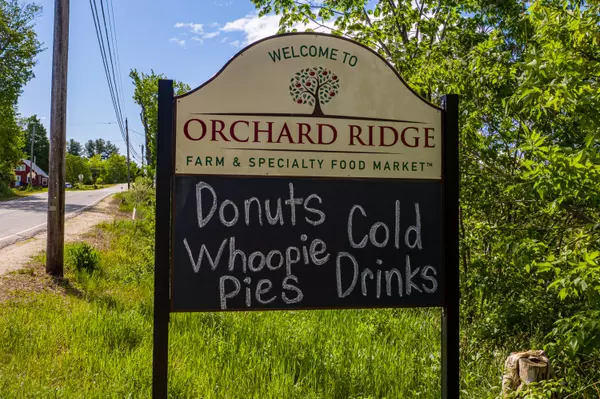 WELCOME TO
ORCHARD RIDGE
FARM & SPECIALTY FOOD MARKET™
Donuts
Whoopie
Pies
Cold
Drinks